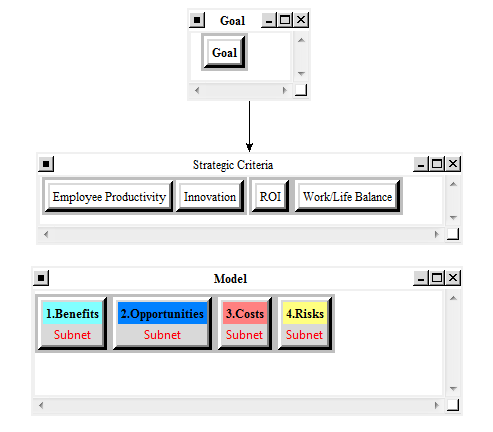 Goal
Goal
Strategic Criteria
Employee Productivity Innovation ROI Work/Life Balance
Model
1.Benefits 2.Opportunities 3.Costs 4.Risks
Subnet Subnet Subnet Subnet